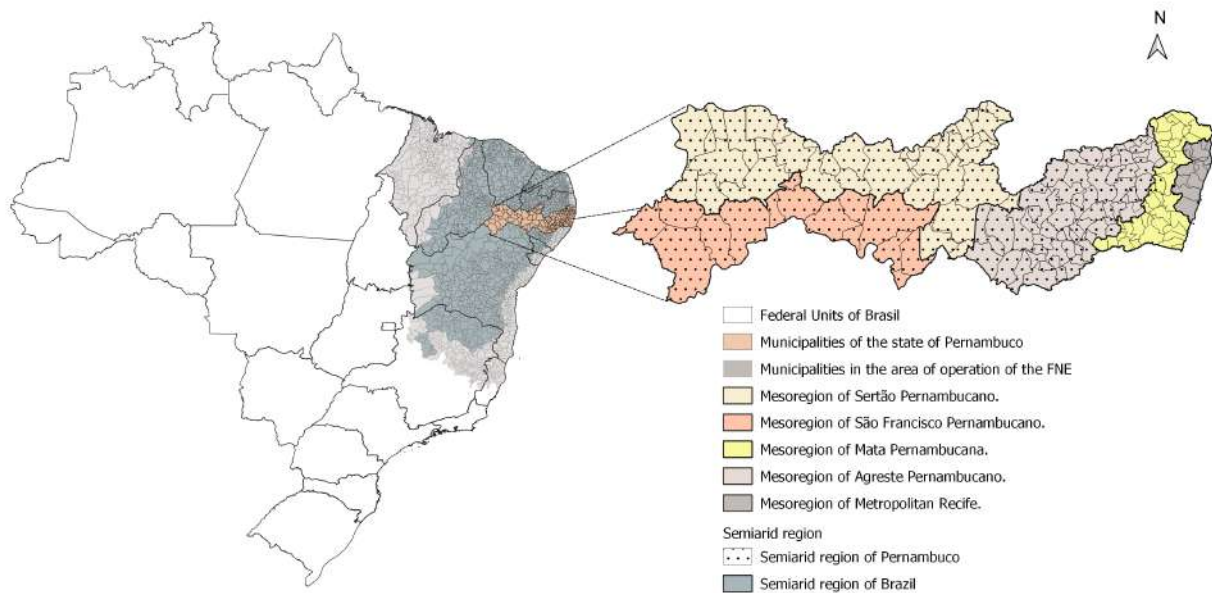 N
Federal Units of Brasil
Municipalities of the state of Pernambuco
Municipalities in the area of operation of the FNE
Mesoregion of Sertão Pernambucano.
Mesoregion of São Francisco Pernambucano.
Mesoregion of Mata Pernambucana.
Mesoregion of Agreste Pernambucano.
Mesoregion of Metropolitan Recife.
Semiarid region
Semiarid region of Pernambuco
Semiarid region of Brazil